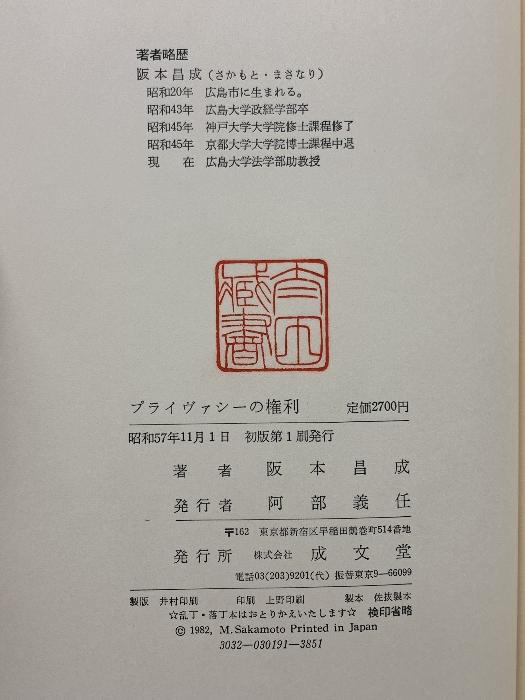 著者略歴
阪本昌成(さかもと・まさなり)
昭和20年 広島市に生まれる。
昭和43年 広島大学政経学部卒
昭和45年 神戸大学大学院修士課程修了
昭和45年 京都大学大学院博士課程中退
現 在 広島大学法学部助教授
蔵書
プライヴァシーの権利 定価2700円
昭和57年11月1日 初版第1刷発行
著者 阪本昌成
発行者 阿部義任
〒162 東京都新宿区早稲田鶴巻町514番地
発行所 株式会社 成文堂
電話03(203)9201(代) 振替東京9―66099
製版 井村印刷 印刷 上野印刷 製本 佐抜製本
☆乱丁・落丁本はおとりかえいたします☆ 検印省略
© 1982, M. Sakamoto Printed in Japan
3032―030191―3851